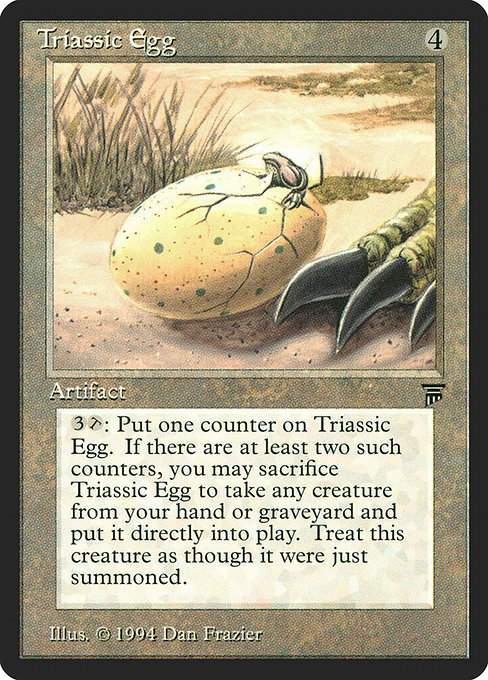 Triassic Egg 4
Artifact
3: Put one counter on Triassic
Egg. If there are at least two such
counters, you may sacrifice
Triassic Egg to take any creature
from your hand or graveyard and
put it directly into play. Treat this
creature as though it were just
summoned.
Illus. © 1994 Dan Frazier